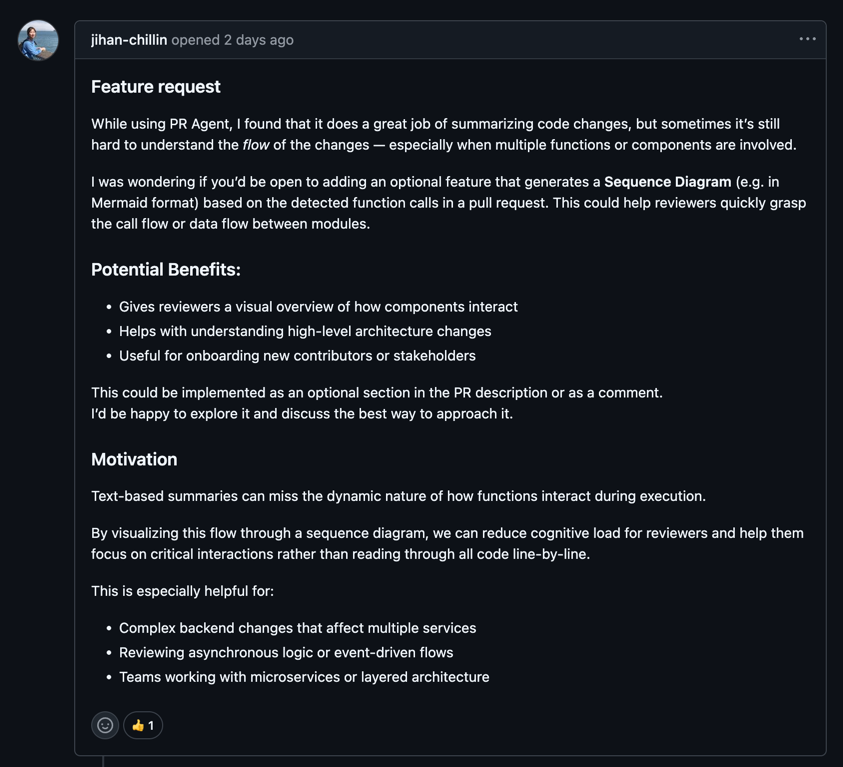 jihan-chillin opened 2 days ago
Feature request
While using PR Agent, I found that it does a great job of summarizing code changes, but sometimes it’s still
hard to understand the flow of the changes — especially when multiple functions or components are involved.
I was wondering if you’d be open to adding an optional feature that generates a Sequence Diagram (e.g. in
Mermaid format) based on the detected function calls in a pull request. This could help reviewers quickly grasp
the call flow or data flow between modules.
Potential Benefits:
• Gives reviewers a visual overview of how components interact
• Helps with understanding high-level architecture changes
• Useful for onboarding new contributors or stakeholders
This could be implemented as an optional section in the PR description or as a comment.
I’d be happy to explore it and discuss the best way to approach it.
Motivation
Text-based summaries can miss the dynamic nature of how functions interact during execution.
By visualizing this flow through a sequence diagram, we can reduce cognitive load for reviewers and help them
focus on critical interactions rather than reading through all code line-by-line.
This is especially helpful for:
• Complex backend changes that affect multiple services
• Reviewing asynchronous logic or event-driven flows
• Teams working with microservices or layered architecture
👍 1